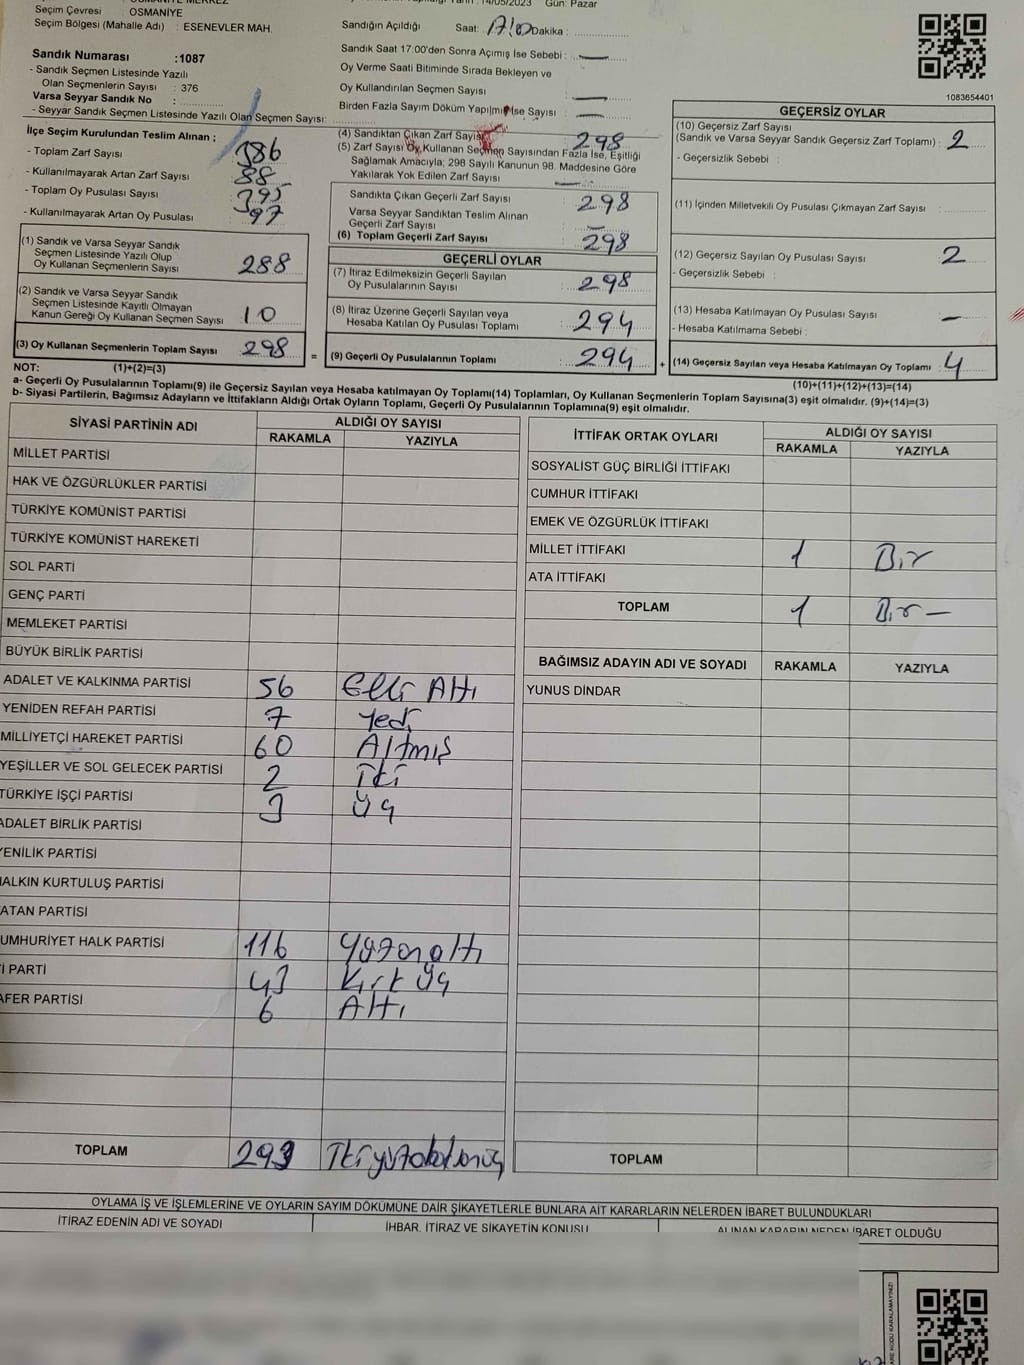 Seçim Çevresi : OSMANİYE
Seçim Bölgesi (Mahalle Adı) : ESENEVLER MAH.
14/05/2023 Gün: Pazar
Sandığın Açıldığı Saat: Dakika :
Sandık Saat 17:00'den Sonra Açılmış İse Sebebi :
Oy Verme Saati Bitiminde Sırada Bekleyen ve
Oy Kullandırılan Seçmen Sayısı :
Birden Fazla Sayım Döküm Yapılmış İse Sayısı :
1083654401
Sandık Numarası :1087
- Sandık Seçmen Listesinde Yazılı
Olan Seçmenlerin Sayısı : 376
Varsa Seyyar Sandık No :
- Seyyar Sandık Seçmen Listesinde Yazılı Olan Seçmen Sayısı:
İlçe Seçim Kurulundan Teslim Alınan ;
- Toplam Zarf Sayısı : 386
- Kullanılmayarak Artan Zarf Sayısı : 88
- Toplam Oy Pusulası Sayısı : 395
- Kullanılmayarak Artan Oy Pusulası : 97
(1) Sandık ve Varsa Seyyar Sandık
Seçmen Listesinde Yazılı Olup
Oy Kullanan Seçmenlerin Sayısı : 288
(2) Sandık ve Varsa Seyyar Sandık
Seçmen Listesinde Kayıtlı Olmayan
Kanun Gereği Oy Kullanan Seçmen Sayısı : 10
(3) Oy Kullanan Seçmenlerin Toplam Sayısı : 298
(4) Sandıktan Çıkan Zarf Sayısı 298
(5) Zarf Sayısı Oy Kullanan Seçmen Sayısından Fazla İse, Eşitliği
Sağlamak Amacıyla; 298 Sayılı Kanunun 98. Maddesine Göre
Yakılarak Yok Edilen Zarf Sayısı : —
Sandıkta Çıkan Geçerli Zarf Sayısı : 298
Varsa Seyyar Sandıktan Teslim Alınan
Geçerli Zarf Sayısı : —
(6) Toplam Geçerli Zarf Sayısı : 298
GEÇERLİ OYLAR
(7) İtiraz Edilmeksizin Geçerli Sayılan
Oy Pusulalarının Sayısı : 298
(8) İtiraz Üzerine Geçerli Sayılan veya
Hesaba Katılan Oy Pusulası Toplamı : 294
= (9) Geçerli Oy Pusulalarının Toplamı : 294
GEÇERSİZ OYLAR
(10) Geçersiz Zarf Sayısı
(Sandık ve Varsa Seyyar Sandık Geçersiz Zarf Toplamı) : 2
- Geçersizlik Sebebi :
(11) İçinden Milletvekili Oy Pusulası Çıkmayan Zarf Sayısı :
(12) Geçersiz Sayılan Oy Pusulası Sayısı : 2
- Geçersizlik Sebebi :
(13) Hesaba Katılmayan Oy Pusulası Sayısı : —
- Hesaba Katılmama Sebebi :
+ (14) Geçersiz Sayılan veya Hesaba Katılmayan Oy Toplamı : 4
NOT: (1)+(2)=(3)
(10)+(11)+(12)+(13)=(14)
a- Geçerli Oy Pusulalarının Toplamı(9) ile Geçersiz Sayılan veya Hesaba katılmayan Oy Toplamı(14) Toplamları, Oy Kullanan Seçmenlerin Toplam Sayısına(3) eşit olmalıdır. (9)+(14)=(3)
b- Siyasi Partilerin, Bağımsız Adayların ve İttifakların Aldığı Ortak Oyların Toplamı, Geçerli Oy Pusulalarının Toplamına(9) eşit olmalıdır.
SİYASİ PARTİNİN ADI ALDIĞI OY SAYISI
RAKAMLA YAZIYLA
MİLLET PARTİSİ
HAK VE ÖZGÜRLÜKLER PARTİSİ
TÜRKİYE KOMÜNİST PARTİSİ
TÜRKİYE KOMÜNİST HAREKETİ
SOL PARTİ
GENÇ PARTİ
MEMLEKET PARTİSİ
BÜYÜK BİRLİK PARTİSİ
ADALET VE KALKINMA PARTİSİ 56 Elli Altı
YENİDEN REFAH PARTİSİ 7 Yedi
MİLLİYETÇİ HAREKET PARTİSİ 60 Altmış
YEŞİLLER VE SOL GELECEK PARTİSİ 2 İki
TÜRKİYE İŞÇİ PARTİSİ 3 Üç
ADALET BİRLİK PARTİSİ
YENİLİK PARTİSİ
HALKIN KURTULUŞ PARTİSİ
VATAN PARTİSİ
CUMHURİYET HALK PARTİSİ 116 Yüzonaltı
İYİ PARTİ 43 Kırk Üç
ZAFER PARTİSİ 6 Altı
TOPLAM 293 İkiyüzdoksanüç
İTTİFAK ORTAK OYLARI ALDIĞI OY SAYISI
RAKAMLA YAZIYLA
SOSYALİST GÜÇ BİRLİĞİ İTTİFAKI
CUMHUR İTTİFAKI
EMEK VE ÖZGÜRLÜK İTTİFAKI
MİLLET İTTİFAKI 1 Bir
ATA İTTİFAKI
TOPLAM 1 Bir —
BAĞIMSIZ ADAYIN ADI VE SOYADI RAKAMLA YAZIYLA
YUNUS DİNDAR
TOPLAM
OYLAMA İŞ VE İŞLEMLERİNE VE OYLARIN SAYIM DÖKÜMÜNE DAİR ŞİKAYETLERLE BUNLARA AİT KARARLARIN NELERDEN İBARET BULUNDUKLARI
İTİRAZ EDENİN ADI VE SOYADI İHBAR, İTİRAZ VE ŞİKAYETİN KONUSU ALINAN KARARIN NEDEN İBARET OLDUĞU